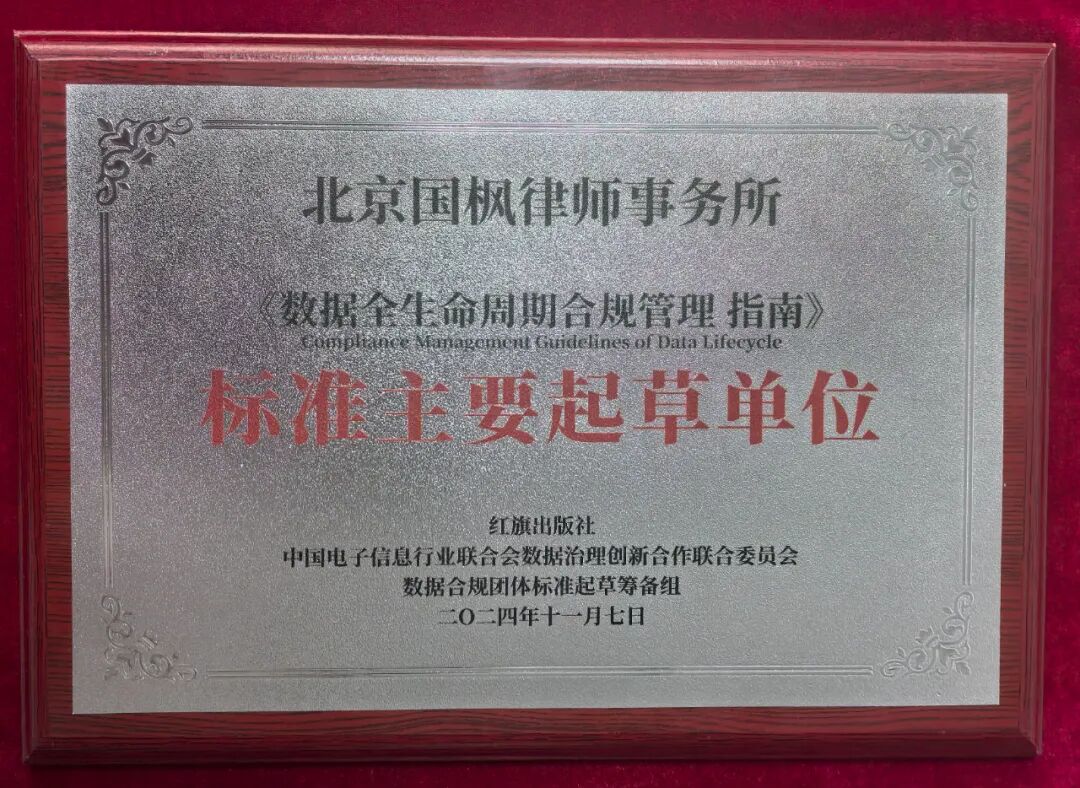 北京国枫律师事务所
《数据全生命周期合规管理 指南》
Compliance Management Guidelines of Data Lifecycle
标准主要起草单位
红旗出版社
中国电子信息行业联合会数据治理创新合作联合委员会
数据合规团体标准起草筹备组
二〇二四年十一月七日